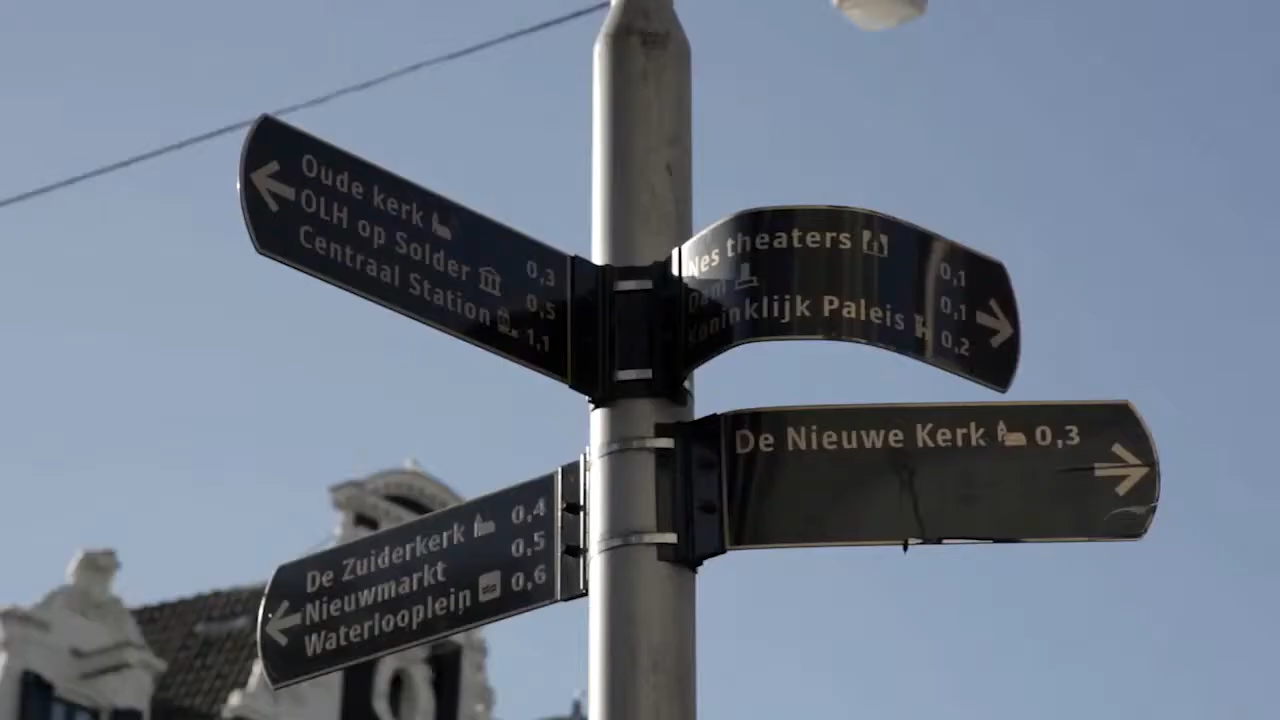 Oude kerk 0,3
OLH op Solder 0,5
Centraal Station 1,1
Nes theaters 0,1
Dam 0,1
Koninklijk Paleis 0,2
De Nieuwe Kerk 0,3
De Zuiderkerk 0,4
Nieuwmarkt 0,5
Waterlooplein 0,6